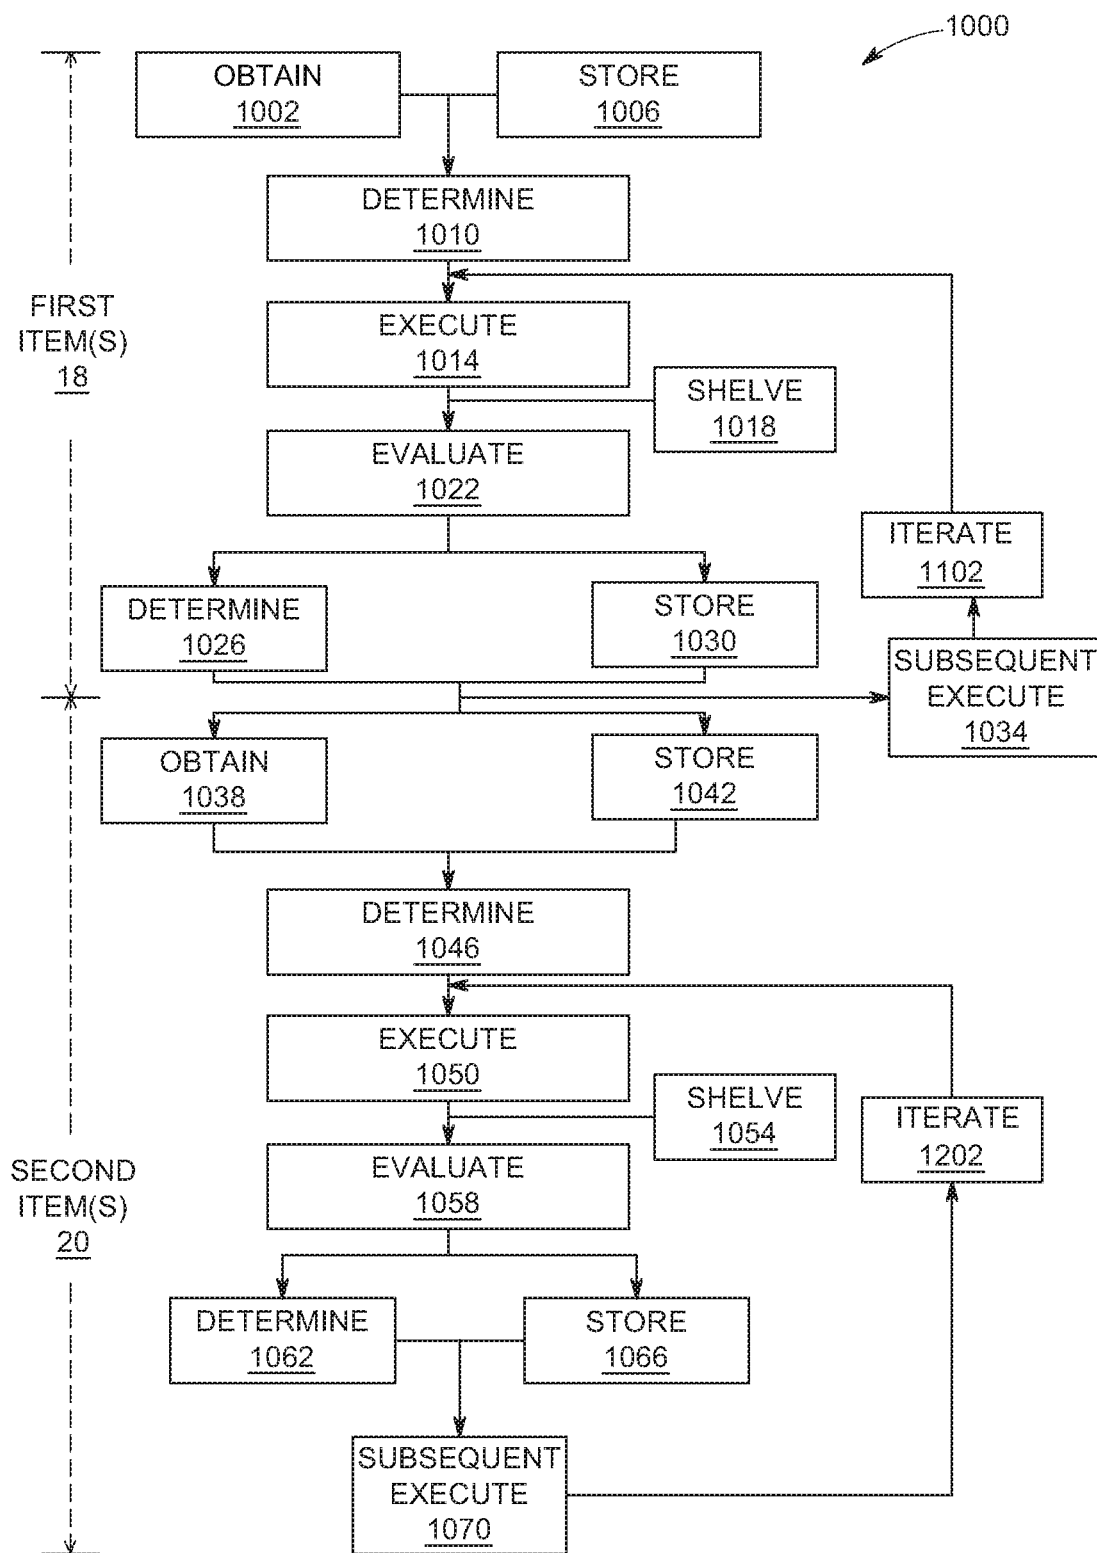 1000
OBTAIN
1002
STORE
1006
DETERMINE
1010
FIRST
ITEM(S)
18
EXECUTE
1014
SHELVE
1018
EVALUATE
1022
ITERATE
1102
DETERMINE
1026
STORE
1030
SUBSEQUENT
EXECUTE
1034
OBTAIN
1038
STORE
1042
DETERMINE
1046
EXECUTE
1050
SHELVE
1054
ITERATE
1202
EVALUATE
1058
SECOND
ITEM(S)
20
DETERMINE
1062
STORE
1066
SUBSEQUENT
EXECUTE
1070